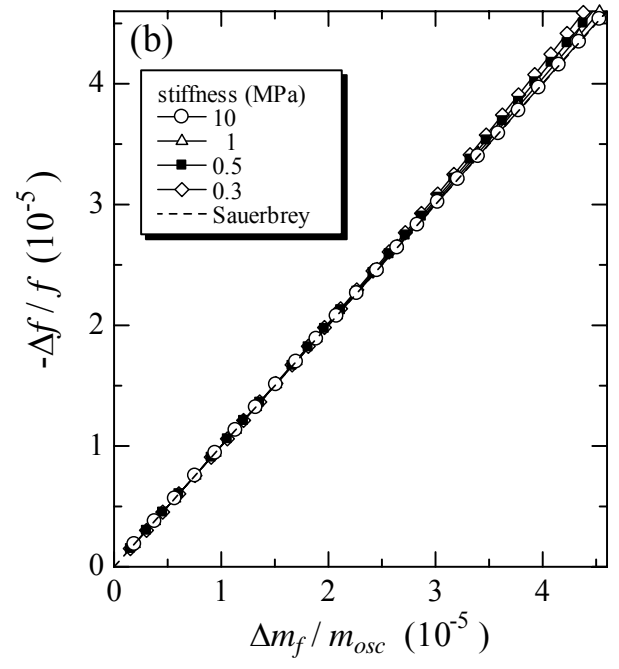 (b)
stiffness (MPa)
10
1
0.5
0.3
Sauerbrey
4
3
2
1
0
-Δf / f (10⁻⁵)
0 1 2 3 4
Δm_f / m_osc (10⁻⁵)